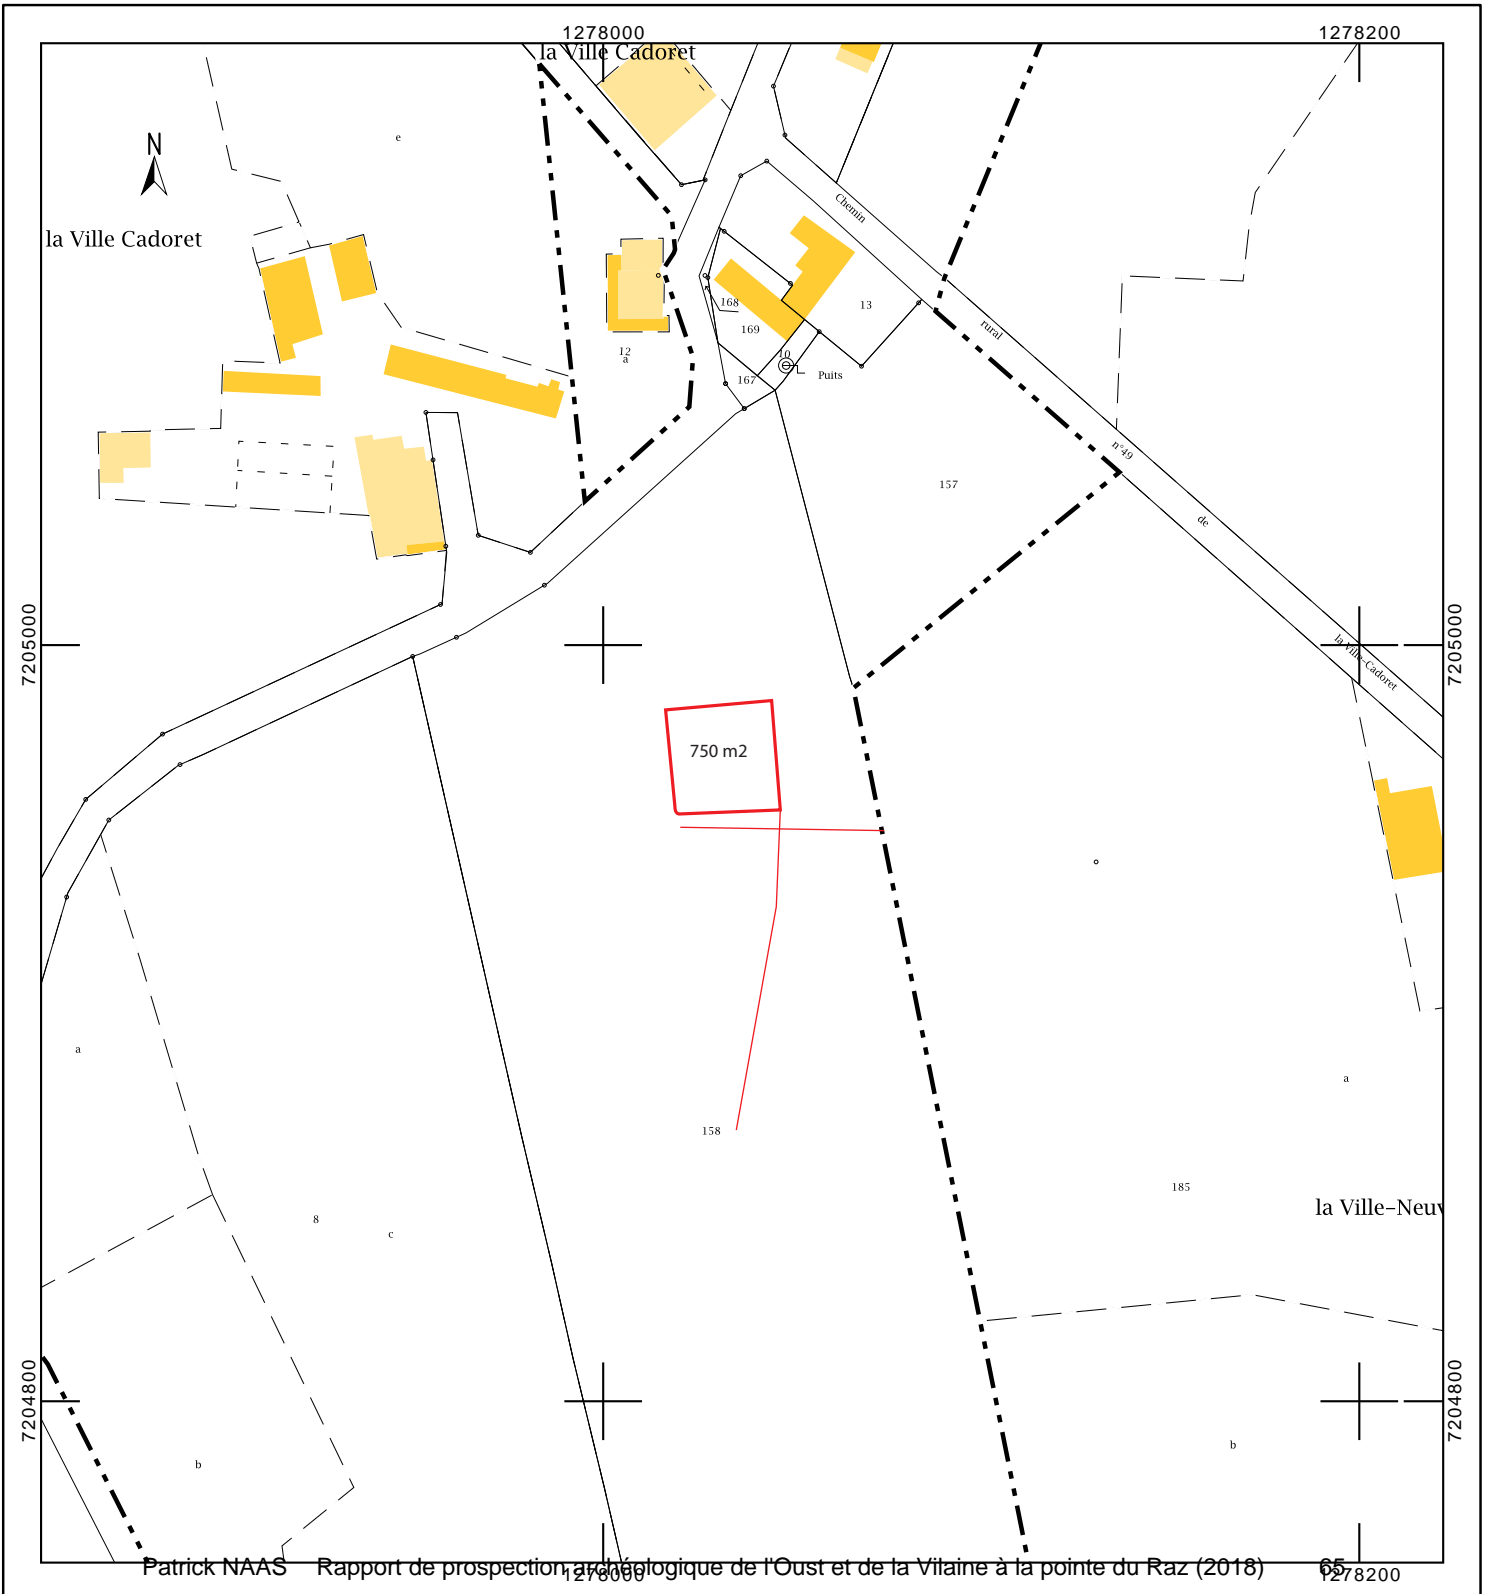 1278000
1278200
la Ville Cadoret
e
N
la Ville Cadoret
Chemin
168
13
169
rural
12
a
10
167
Puits
n°49
157
de
7205000
7205000
la Ville-Cadoret
750 m2
a
a
158
185
la Ville-Neuv
8
c
7204800
7204800
b
b
Patrick NAAS Rapport de prospection archéologique de l'Oust et de la Vilaine à la pointe du Raz (2018) 65
1278000
1278200